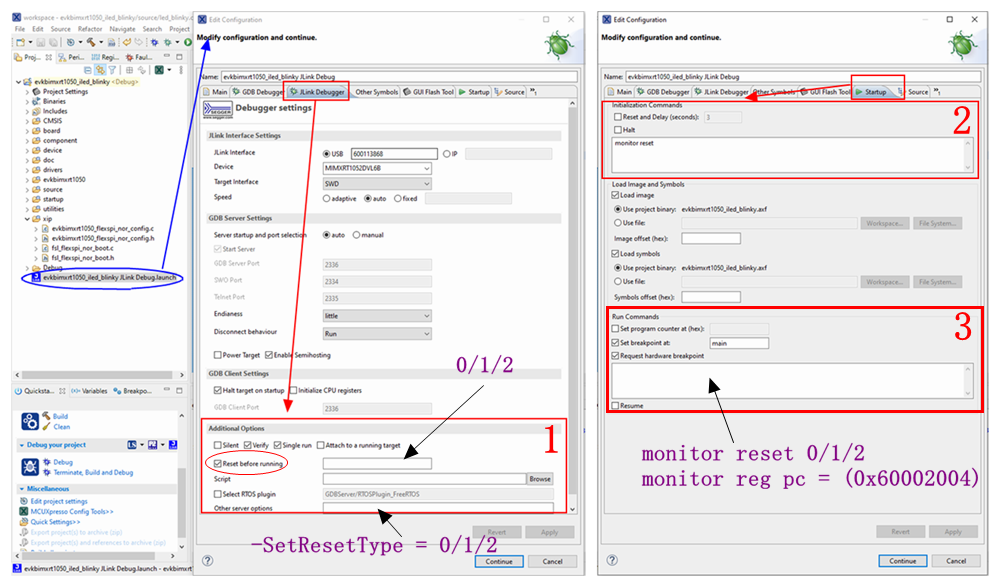 workspace - evkbimxrt1050_iled_blinky/source/led_blinky.c
File Edit Source Refactor Navigate Search Project
Proj... Peri... Regi... Faul...
evkbimxrt1050_iled_blinky <Debug>
Project Settings
Binaries
Includes
CMSIS
board
component
device
doc
drivers
evkbimxrt1050
source
startup
utilities
xip
evkbimxrt1050_flexspi_nor_config.c
evkbimxrt1050_flexspi_nor_config.h
fsl_flexspi_nor_boot.c
fsl_flexspi_nor_boot.h
Debug
evkbimxrt1050_iled_blinky JLink Debug.launch
Quicksta... Variables Breakpo...
Build
Clean
Debug your project
Debug
Terminate, Build and Debug
Miscellaneous
Edit project settings
MCUXpresso Config Tools>>
Quick Settings>>
Export project(s) to archive (zip)
Export project(s) and references to archive (zip)
evkbimxrt1050_iled_blinky JLink Debug.launch - evkbimxrt
Edit Configuration
Modify configuration and continue.
Name: evkbimxrt1050_iled_blinky JLink Debug
Main GDB Debugger JLink Debugger Other Symbols GUI Flash Tool Startup Source
SEGGER Debugger settings
www.segger.com
JLink Interface Settings
JLink Interface USB 600113868 IP
Device MIMXRT1052DVL6B
Target Interface SWD
Speed adaptive auto fixed
GDB Server Settings
Server startup and port selection auto manual
Start Server
GDB Server Port 2336
SWO Port 2334
Telnet Port 2335
Endianess little
Disconnect behaviour Run
Power Target Enable Semihosting
GDB Client Settings
Halt target on startup Initialize CPU registers
GDB Client Port 2336
0/1/2
Additional Options
1
Silent Verify Single run Attach to a running target
Reset before running
Script Browse
Select RTOS plugin GDBServer/RTOSPlugin_FreeRTOS
Other server options
-SetResetType = 0/1/2
Revert Apply
Continue Cancel
Edit Configuration
Modify configuration and continue.
Name: evkbimxrt1050_iled_blinky JLink Debug
Main GDB Debugger JLink Debugger Other Symbols GUI Flash Tool Startup Source
Initialization Commands
2
Reset and Delay (seconds): 3
Halt
monitor reset
Load Image and Symbols
Load image
Use project binary: evkbimxrt1050_iled_blinky.axf
Use file: Workspace... File System...
Image offset (hex):
Load symbols
Use project binary: evkbimxrt1050_iled_blinky.axf
Use file: Workspace... File System...
Symbols offset (hex):
Run Commands
3
Set program counter at (hex):
Set breakpoint at: main
Request hardware breakpoint
Resume
monitor reset 0/1/2
monitor reg pc = (0x60002004)
Revert Apply
Continue Cancel